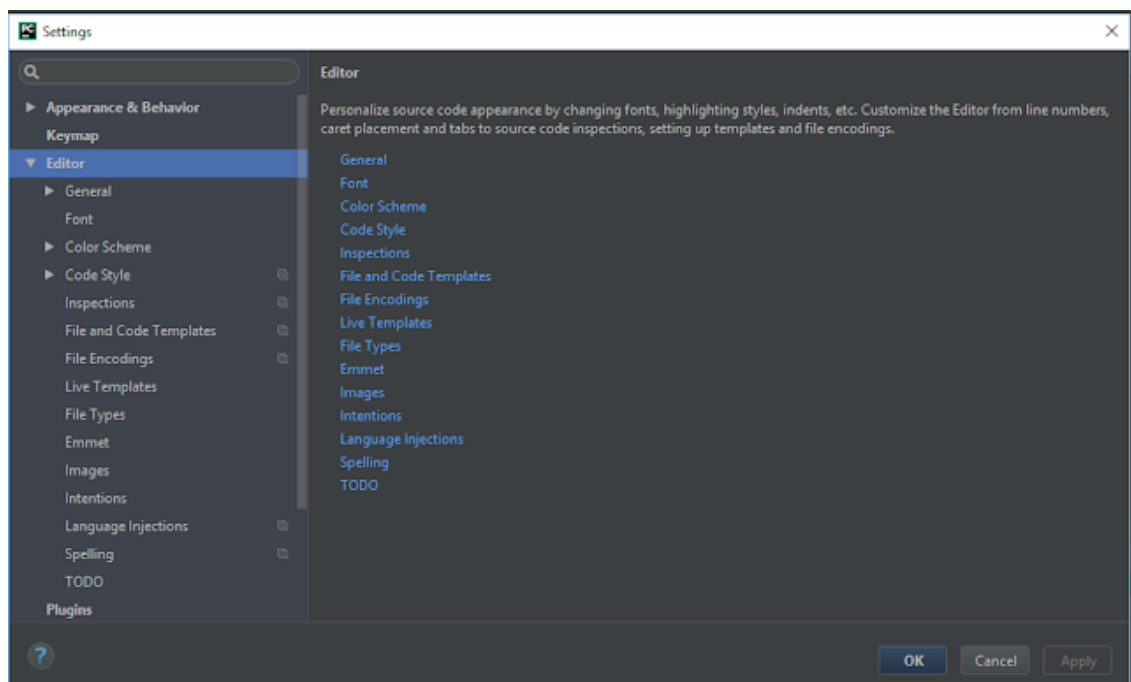 PC
Settings
Appearance & Behavior
Keymap
Editor
General
Font
Color Scheme
Code Style
Inspections
File and Code Templates
File Encodings
Live Templates
File Types
Emmet
Images
Intentions
Language Injections
Spelling
TODO
Plugins
Editor
Personalize source code appearance by changing fonts, highlighting styles, indents, etc. Customize the Editor from line numbers,
caret placement and tabs to source code inspections, setting up templates and file encodings.
General
Font
Color Scheme
Code Style
Inspections
File and Code Templates
File Encodings
Live Templates
File Types
Emmet
Images
Intentions
Language Injections
Spelling
TODO
?
OK
Cancel
Apply